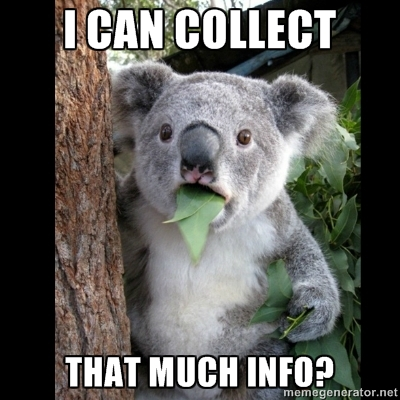 I CAN COLLECT
THAT MUCH INFO?
memegenerator.net